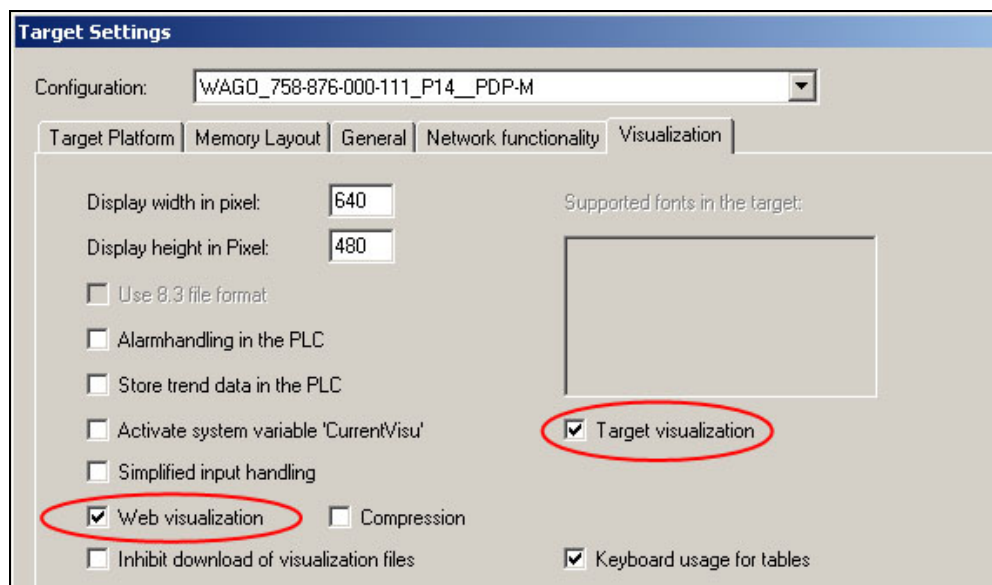 Target Settings
Configuration: WAGO_758-876-000-111_P14__PDP-M
Target Platform Memory Layout General Network functionality Visualization
Display width in pixel: 640 Supported fonts in the target:
Display height in Pixel: 480
Use 8.3 file format
Alarmhandling in the PLC
Store trend data in the PLC
Activate system variable 'CurrentVisu' Target visualization
Simplified input handling
Web visualization Compression
Inhibit download of visualization files Keyboard usage for tables